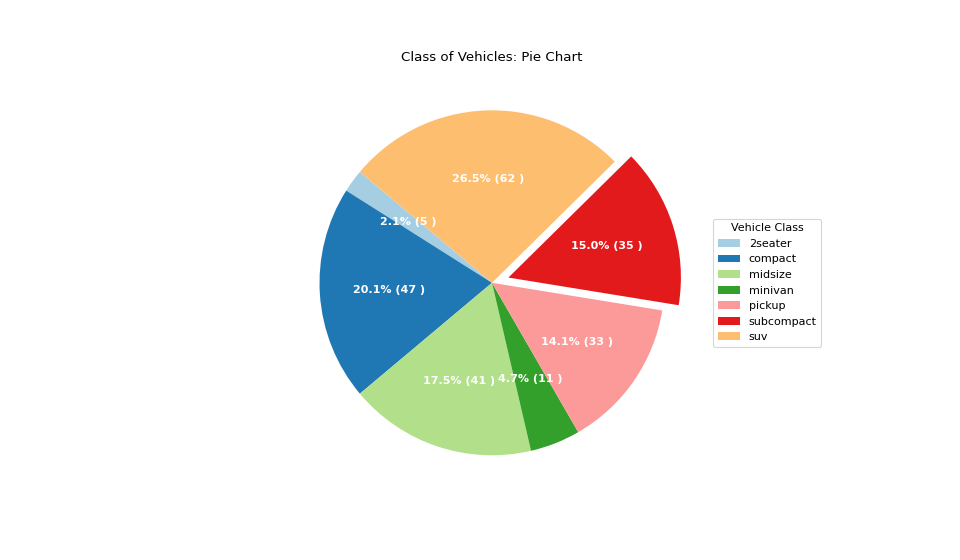 Class of Vehicles: Pie Chart
26.5% (62 )
2.1% (5 )
15.0% (35 )
20.1% (47 )
14.1% (33 )
17.5% (41 )
4.7% (11 )
Vehicle Class
2seater
compact
midsize
minivan
pickup
subcompact
suv